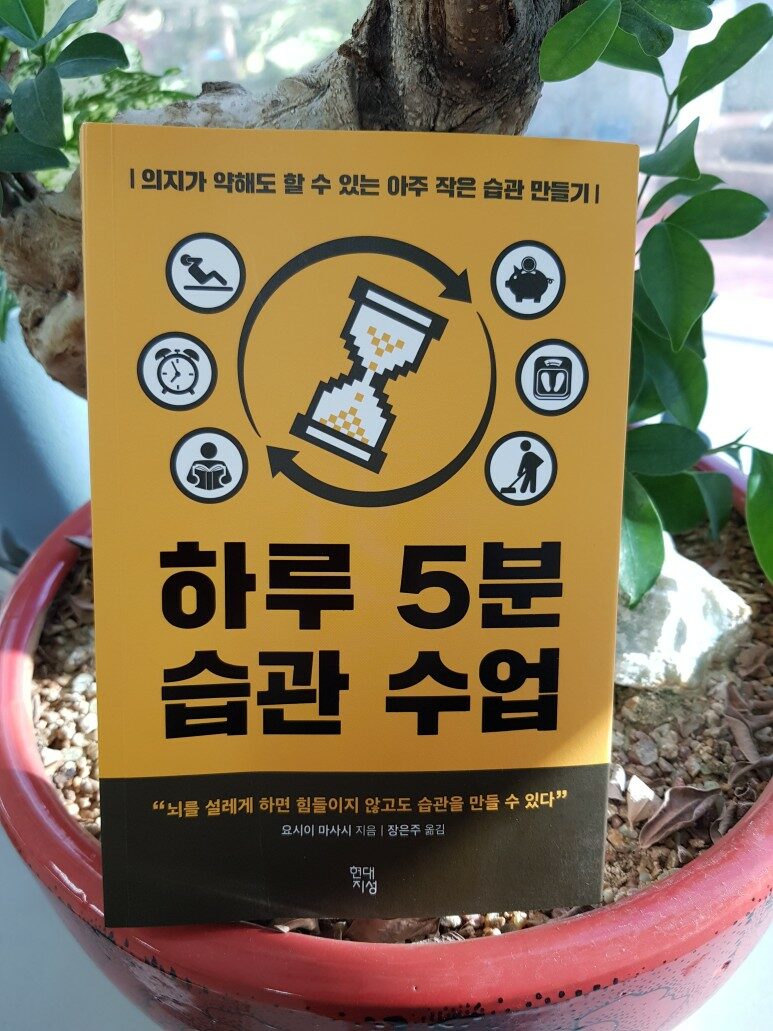 | 의지가 약해도 할 수 있는 아주 작은 습관 만들기 |
하루 5분
습관 수업
“뇌를 설레게 하면 힘들이지 않고도 습관을 만들 수 있다”
요시이 마사시 지음 | 장은주 옮김
현대
지성